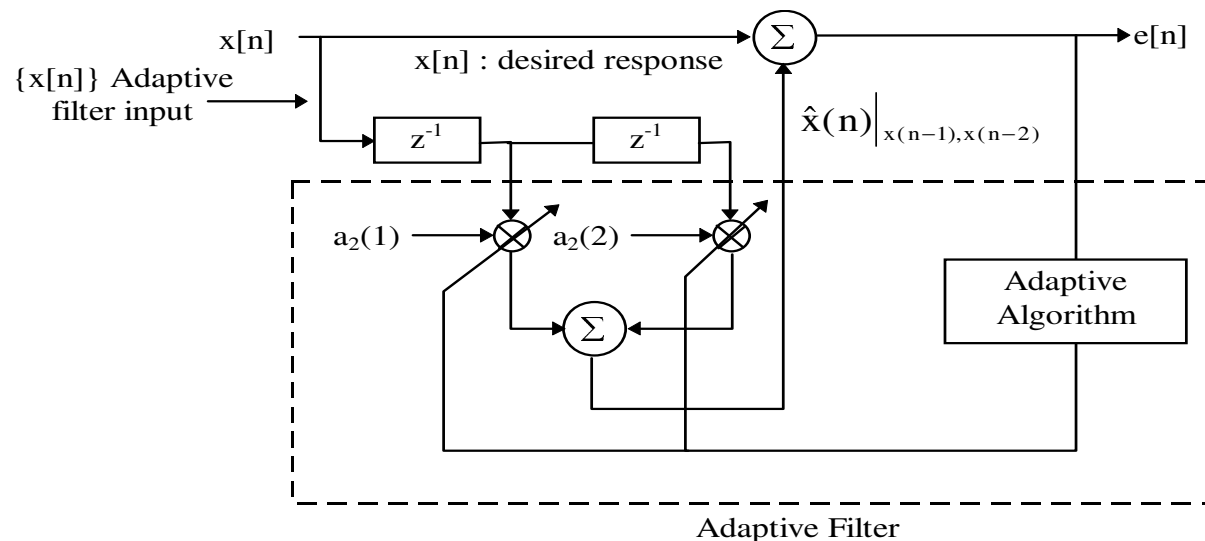 x[n]
Σ
e[n]
x[n] : desired response
{x[n]} Adaptive
filter input
x̂(n)|x(n−1),x(n−2)
z⁻¹
z⁻¹
a₂(1)
a₂(2)
Σ
Adaptive
Algorithm
Adaptive Filter